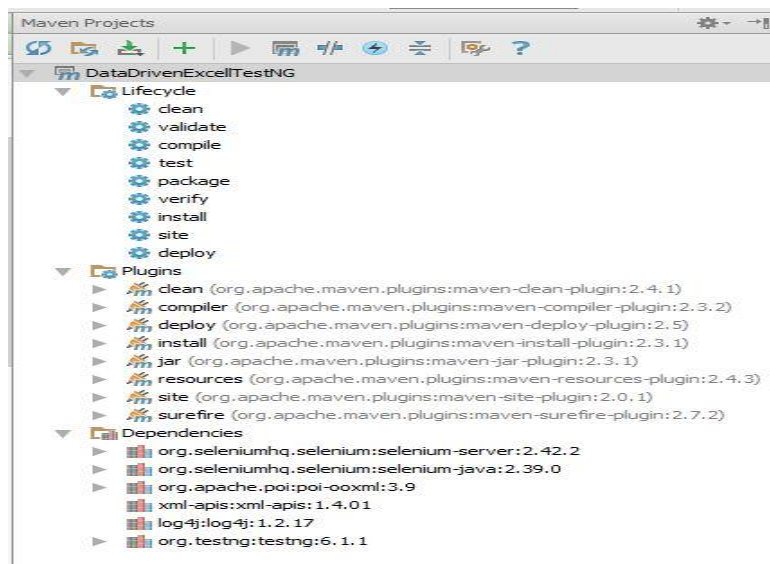 Maven Projects
DataDrivenExcellTestNG
Lifecycle
clean
validate
compile
test
package
verify
install
site
deploy
Plugins
clean (org.apache.maven.plugins:maven-clean-plugin:2.4.1)
compiler (org.apache.maven.plugins:maven-compiler-plugin:2.3.2)
deploy (org.apache.maven.plugins:maven-deploy-plugin:2.5)
install (org.apache.maven.plugins:maven-install-plugin:2.3.1)
jar (org.apache.maven.plugins:maven-jar-plugin:2.3.1)
resources (org.apache.maven.plugins:maven-resources-plugin:2.4.3)
site (org.apache.maven.plugins:maven-site-plugin:2.0.1)
surefire (org.apache.maven.plugins:maven-surefire-plugin:2.7.2)
Dependencies
org.seleniumhq.selenium:selenium-server:2.42.2
org.seleniumhq.selenium:selenium-java:2.39.0
org.apache.poi:poi-ooxml:3.9
xml-apis:xml-apis:1.4.01
log4j:log4j:1.2.17
org.testng:testng:6.1.1